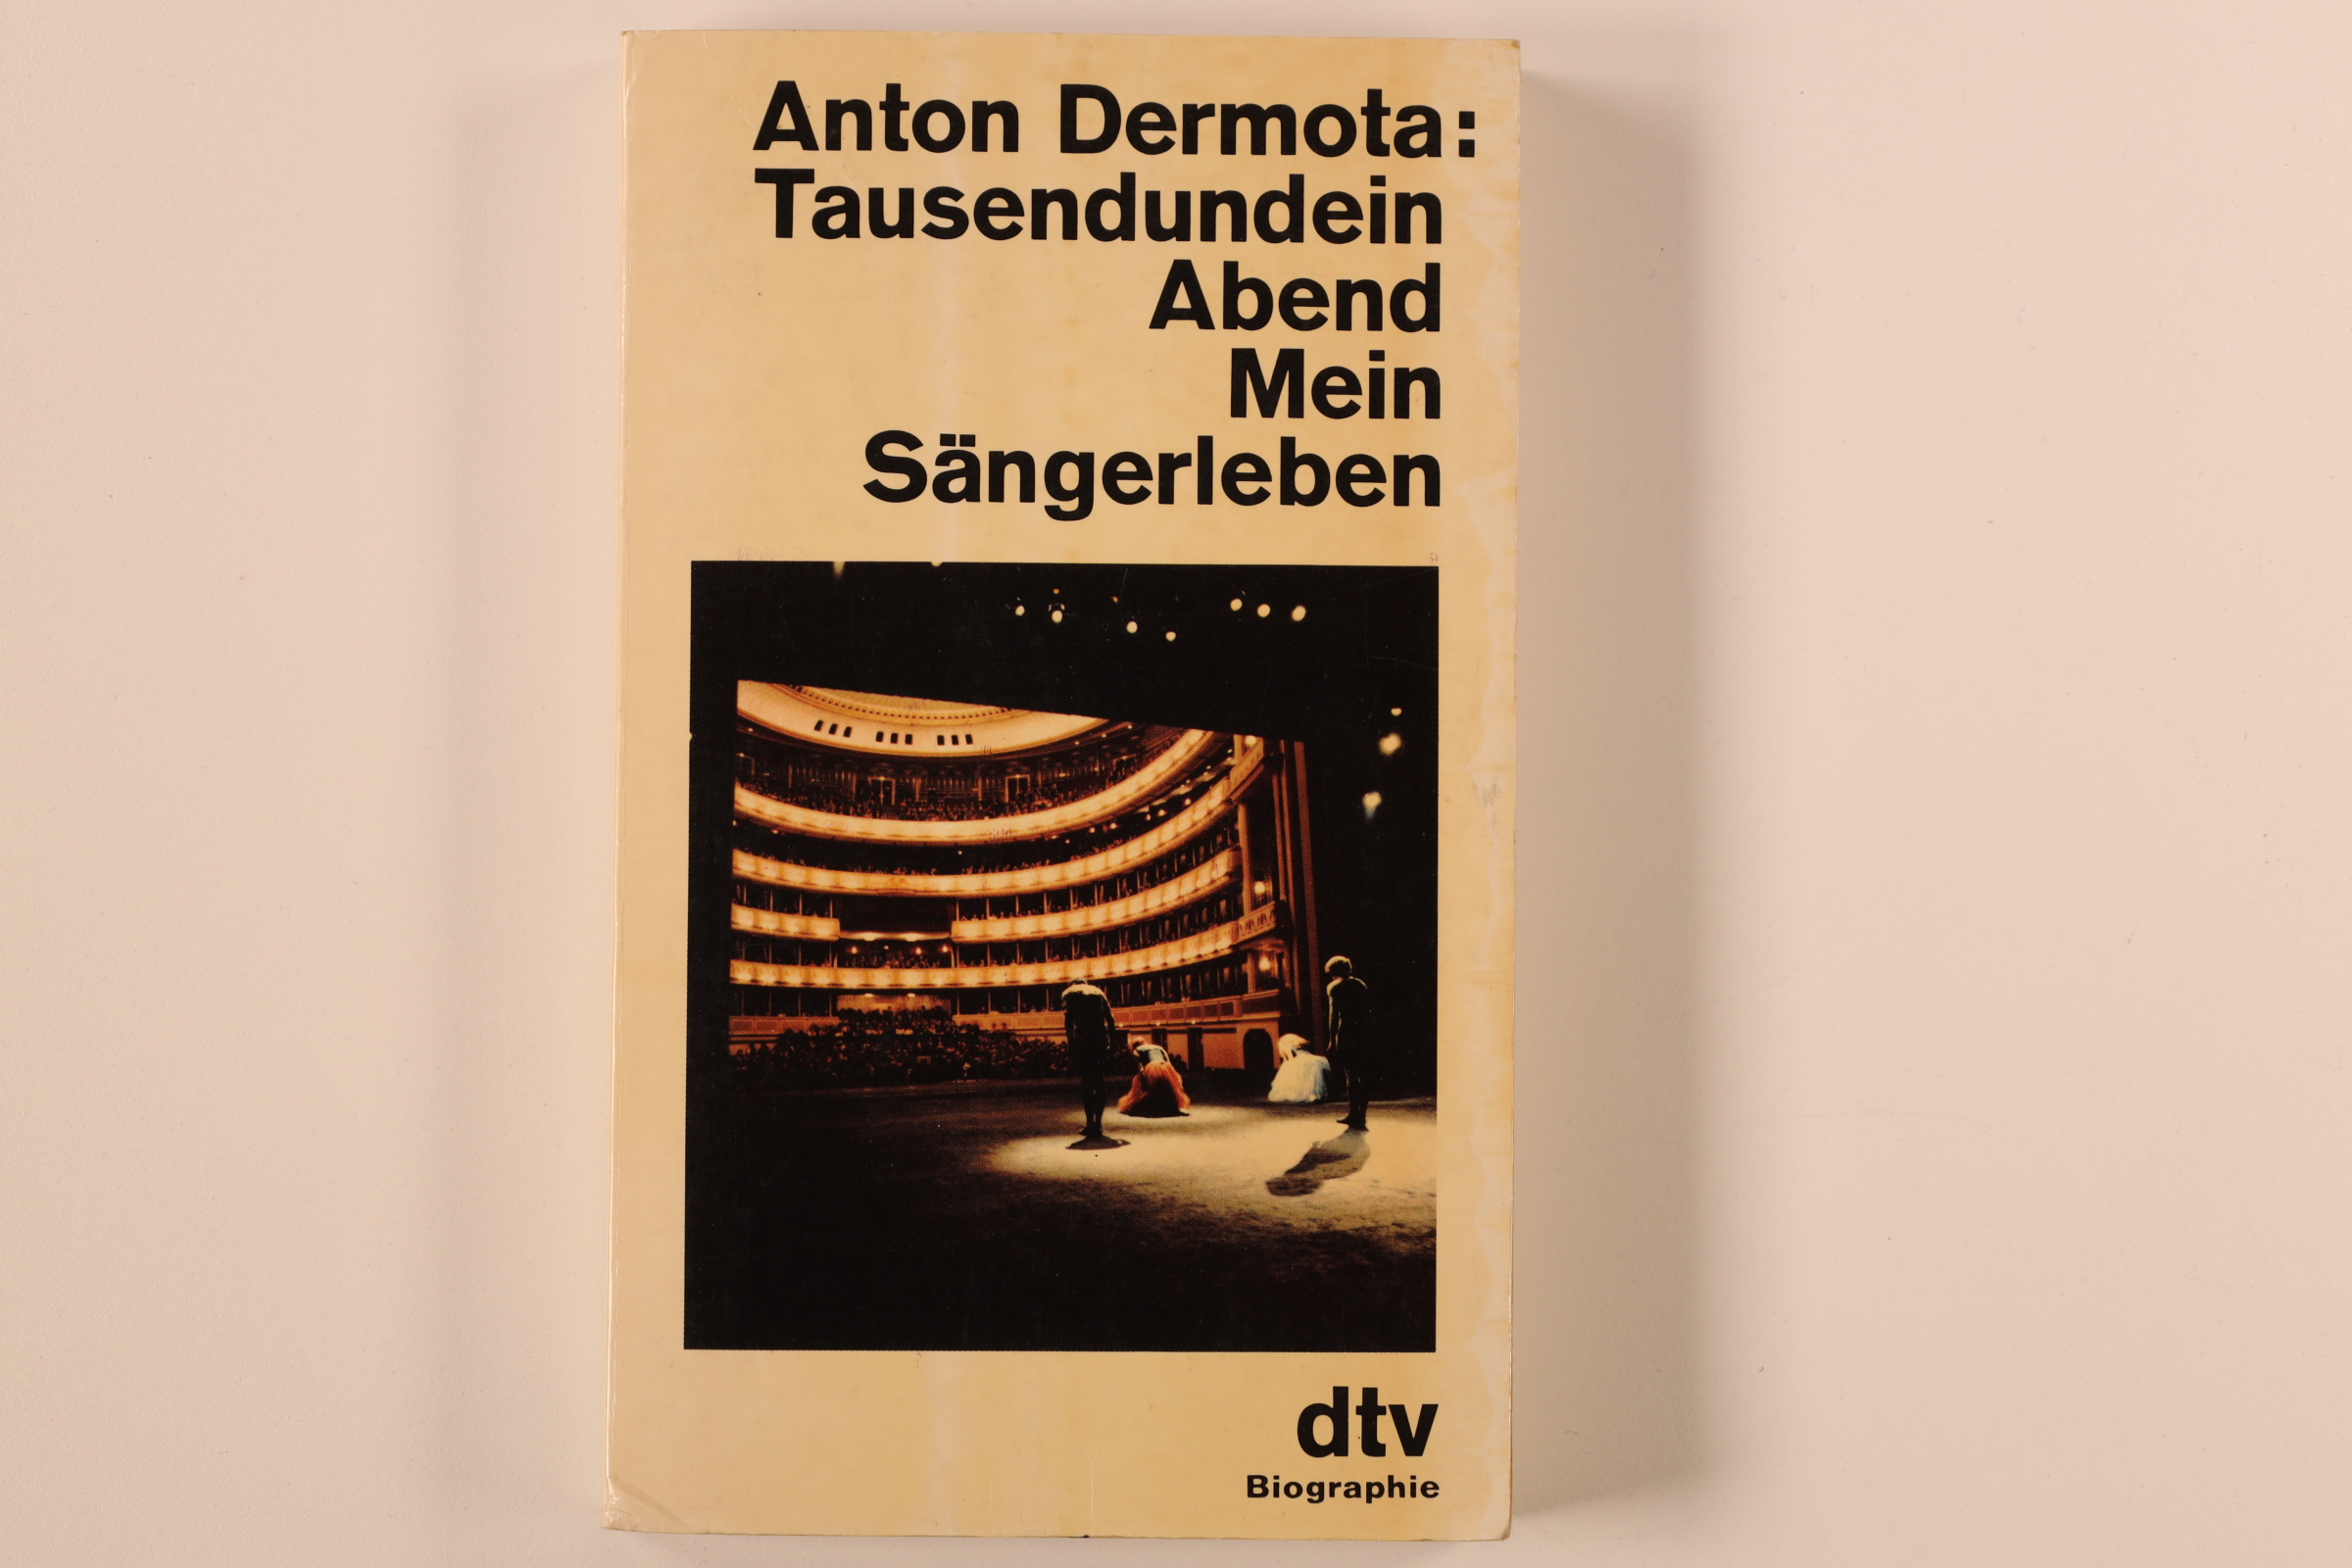 Anton Dermota:
Tausendundein
Abend
Mein
Sängerleben
dtv
Biographie